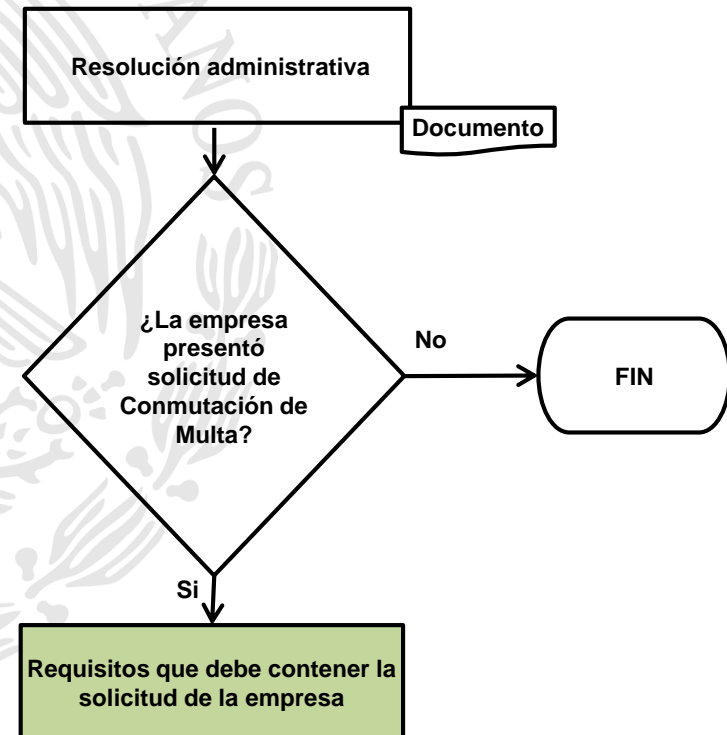 ANOS
Resolución administrativa
Documento
¿La empresa
presentó
solicitud de
Conmutación de
Multa?
No
FIN
Si
Requisitos que debe contener la
solicitud de la empresa